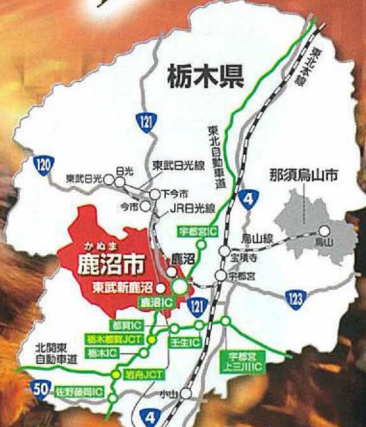 栃木県
121
東北自動車道
東北本線
120
日光
東武日光
東武日光線
下今市
今市
JR日光線
4
那須烏山市
宇都宮IC
烏山線
烏山
宝積寺
かぬま
鹿沼市
鹿沼
東武新鹿沼
宇都宮
鹿沼IC
121
123
都賀IC
北関東
自動車道
栃木都賀JCT
栃木IC
壬生IC
宇都宮
上三川IC
岩舟JCT
50
佐野藤岡IC
小山
4